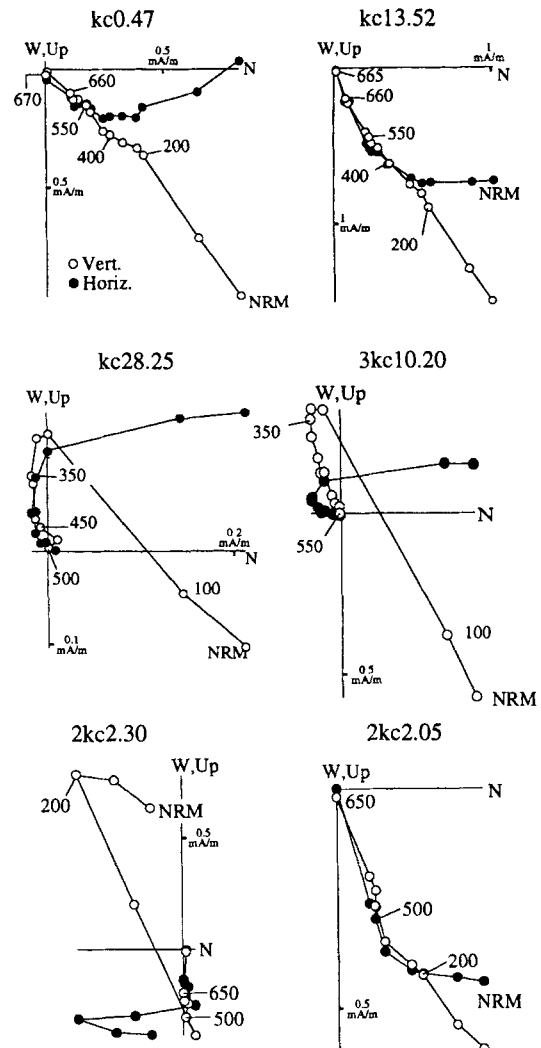 kc0.47
W,Up
0.5
mA/m
N
660
670
550
400
200
0.5
mA/m
○ Vert.
● Horiz.
NRM
kc13.52
W,Up
1
mA/m
N
665
660
550
400
NRM
1
mA/m
200
kc28.25
W,Up
350
450
0.2
N
500
100
0.1
mA/m
NRM
3kc10.20
W,Up
350
N
550
100
0.5
mA/m
NRM
2kc2.30
W,Up
200
NRM
0.5
mA/m
N
650
500
2kc2.05
W,Up
N
650
500
200
NRM
0.5
mA/m